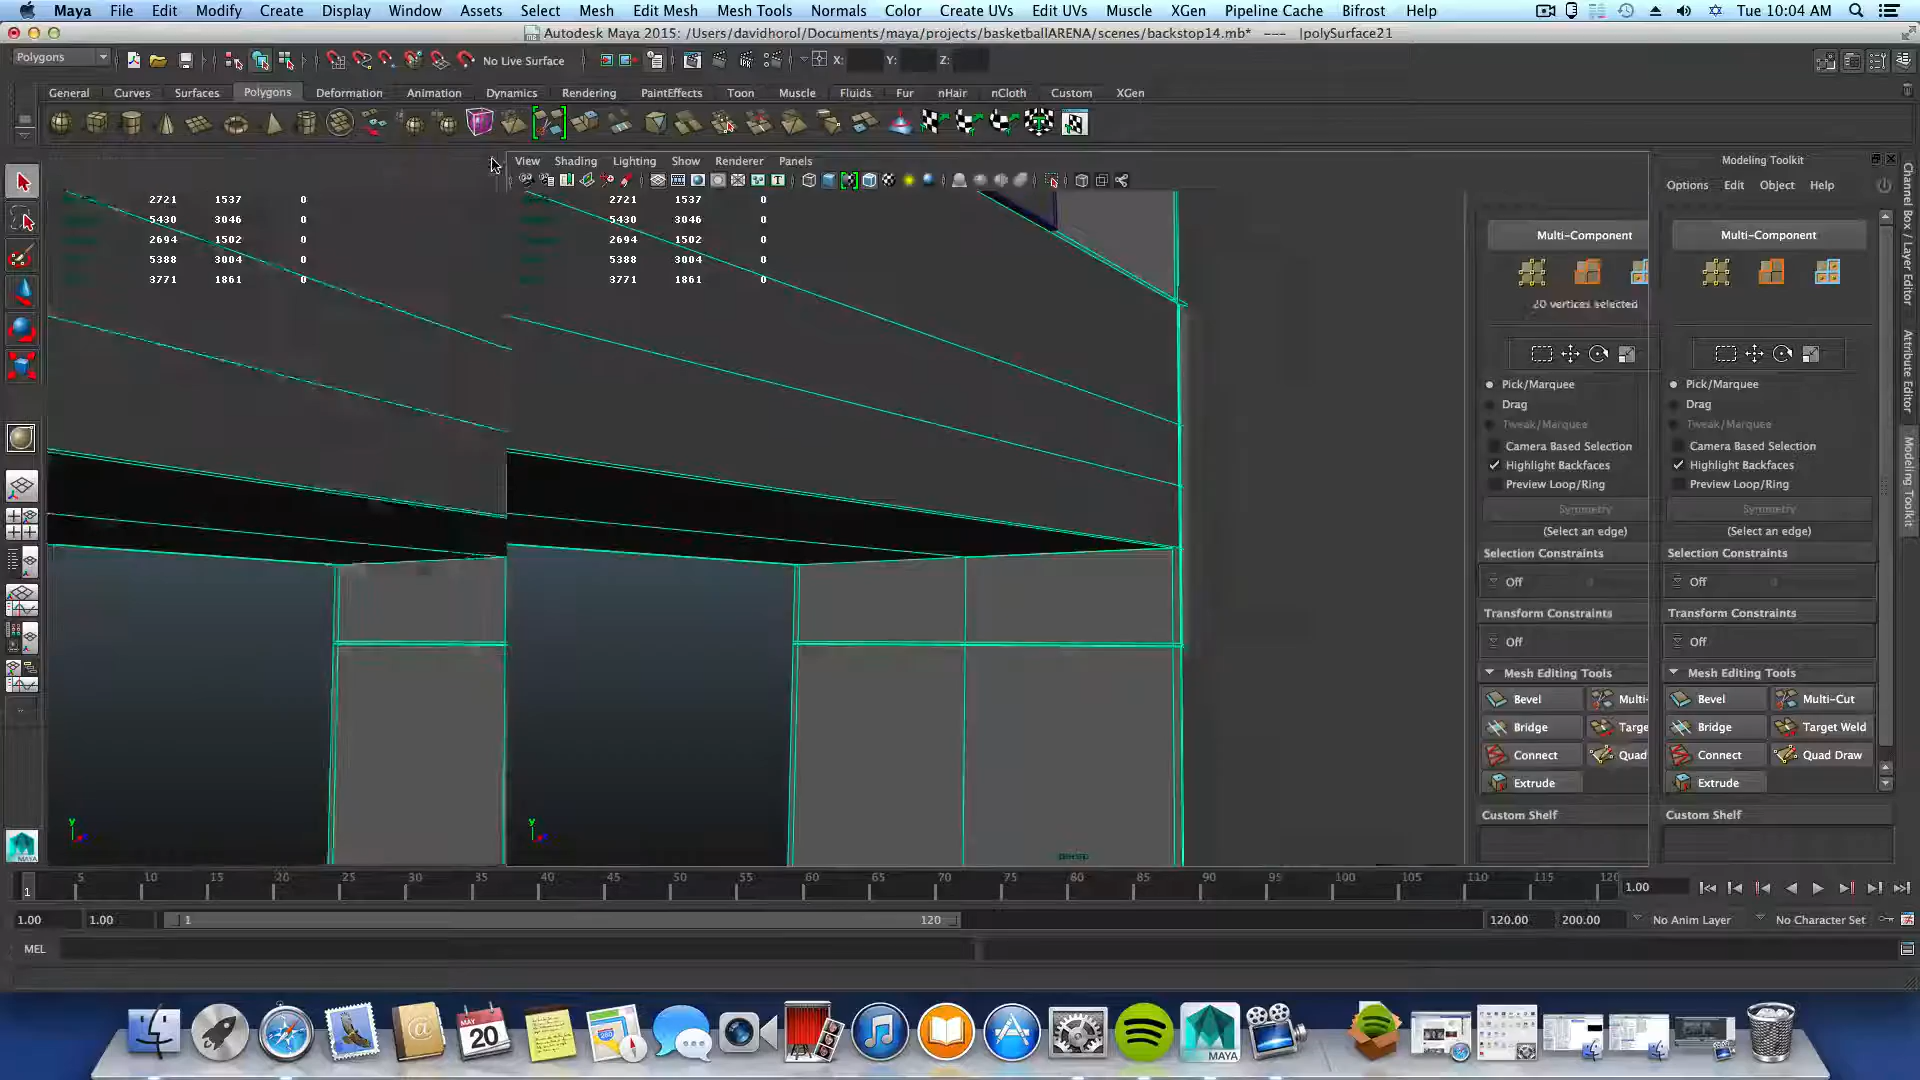 Maya File Edit Modify Create Display Window Assets Select Mesh Edit Mesh Mesh Tools Normals Color Create UVs Edit UVs Muscle XGen Pipeline Cache Bifrost Help Tue 10:04 AM
Autodesk Maya 2015: /Users/davidhorol/Documents/maya/projects/basketballARENA/scenes/backstop14.mb* --- |polySurface21
Polygons No Live Surface X: Y: Z:
General Curves Surfaces Polygons Deformation Animation Dynamics Rendering PaintEffects Toon Muscle Fluids Fur nHair nCloth Custom XGen
View Shading Lighting Show Renderer Panels Modeling Toolkit
Options Edit Object Help
2721 1537 0 2721 1537 0
5430 3046 0 5430 3046 0
2694 1502 0 2694 1502 0
5388 3004 0 5388 3004 0
3771 1861 0 3771 1861 0
Multi-Component Multi-Component
20 vertices selected
Pick/Marquee Pick/Marquee
Drag Drag
Tweak/Marquee Tweak/Marquee
Camera Based Selection Camera Based Selection
Highlight Backfaces Highlight Backfaces
Preview Loop/Ring Preview Loop/Ring
Symmetry Symmetry
(Select an edge) (Select an edge)
Selection Constraints Selection Constraints
Off Off
Transform Constraints Transform Constraints
Off Off
Mesh Editing Tools Mesh Editing Tools
Bevel Multi- Bevel Multi-Cut
Bridge Targe Bridge Target Weld
Connect Quad Connect Quad Draw
Extrude Extrude
Custom Shelf Custom Shelf
Channel Box / Layer Editor
Attribute Editor
Modeling Toolkit
y y
persp
MAYA
1 5 10 15 20 25 30 35 40 45 50 55 60 65 70 75 80 85 90 95 100 105 110 115 120 1.00
1.00 1.00 1 120 120.00 200.00 No Anim Layer No Character Set
MEL
MAY 20 MAYA